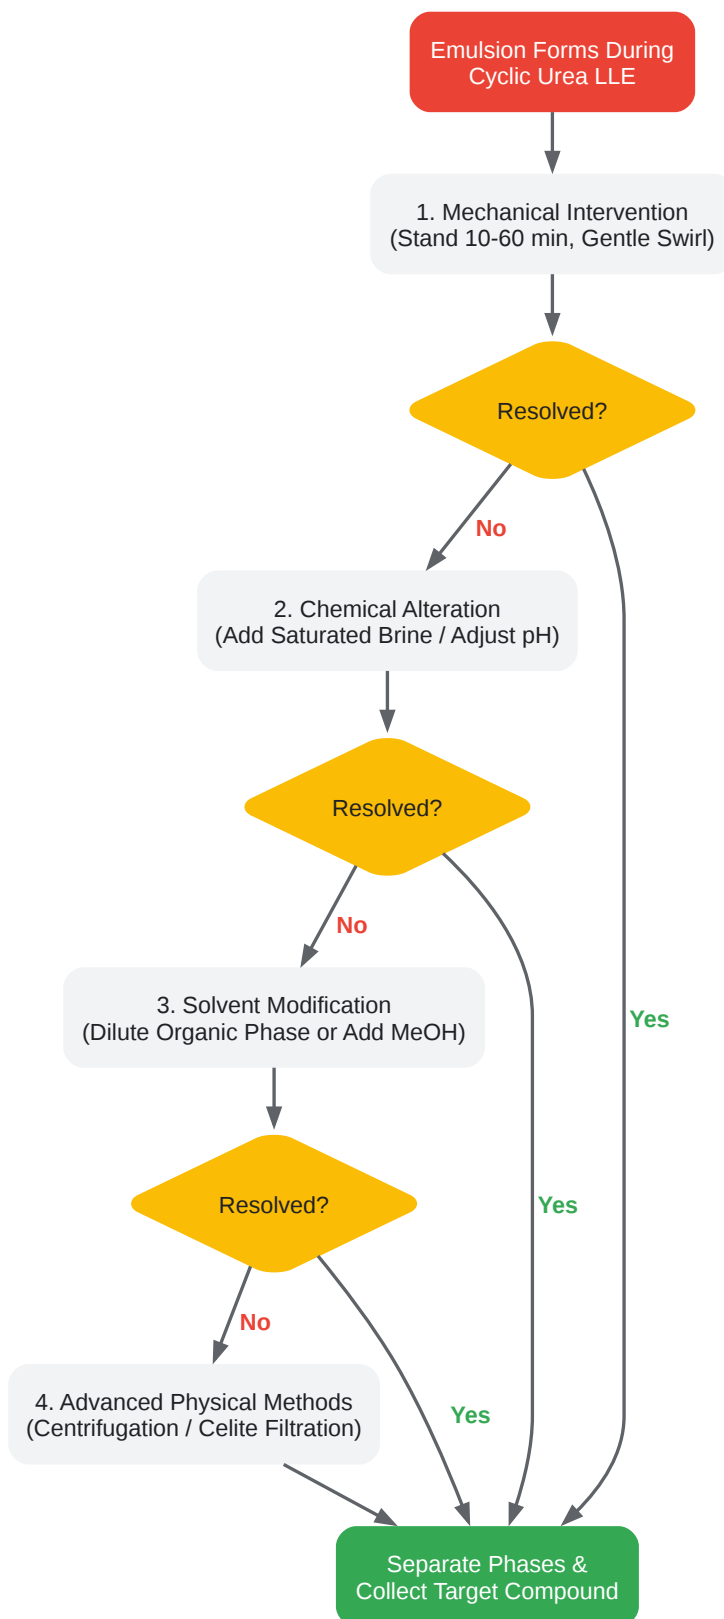 Emulsion Forms During
Cyclic Urea LLE
1. Mechanical Intervention
(Stand 10-60 min, Gentle Swirl)
Resolved?
No
2. Chemical Alteration
(Add Saturated Brine / Adjust pH)
Resolved?
No
3. Solvent Modification
(Dilute Organic Phase or Add MeOH)
Yes
Resolved?
Yes
No
4. Advanced Physical Methods
(Centrifugation / Celite Filtration)
Yes
Separate Phases &
Collect Target Compound